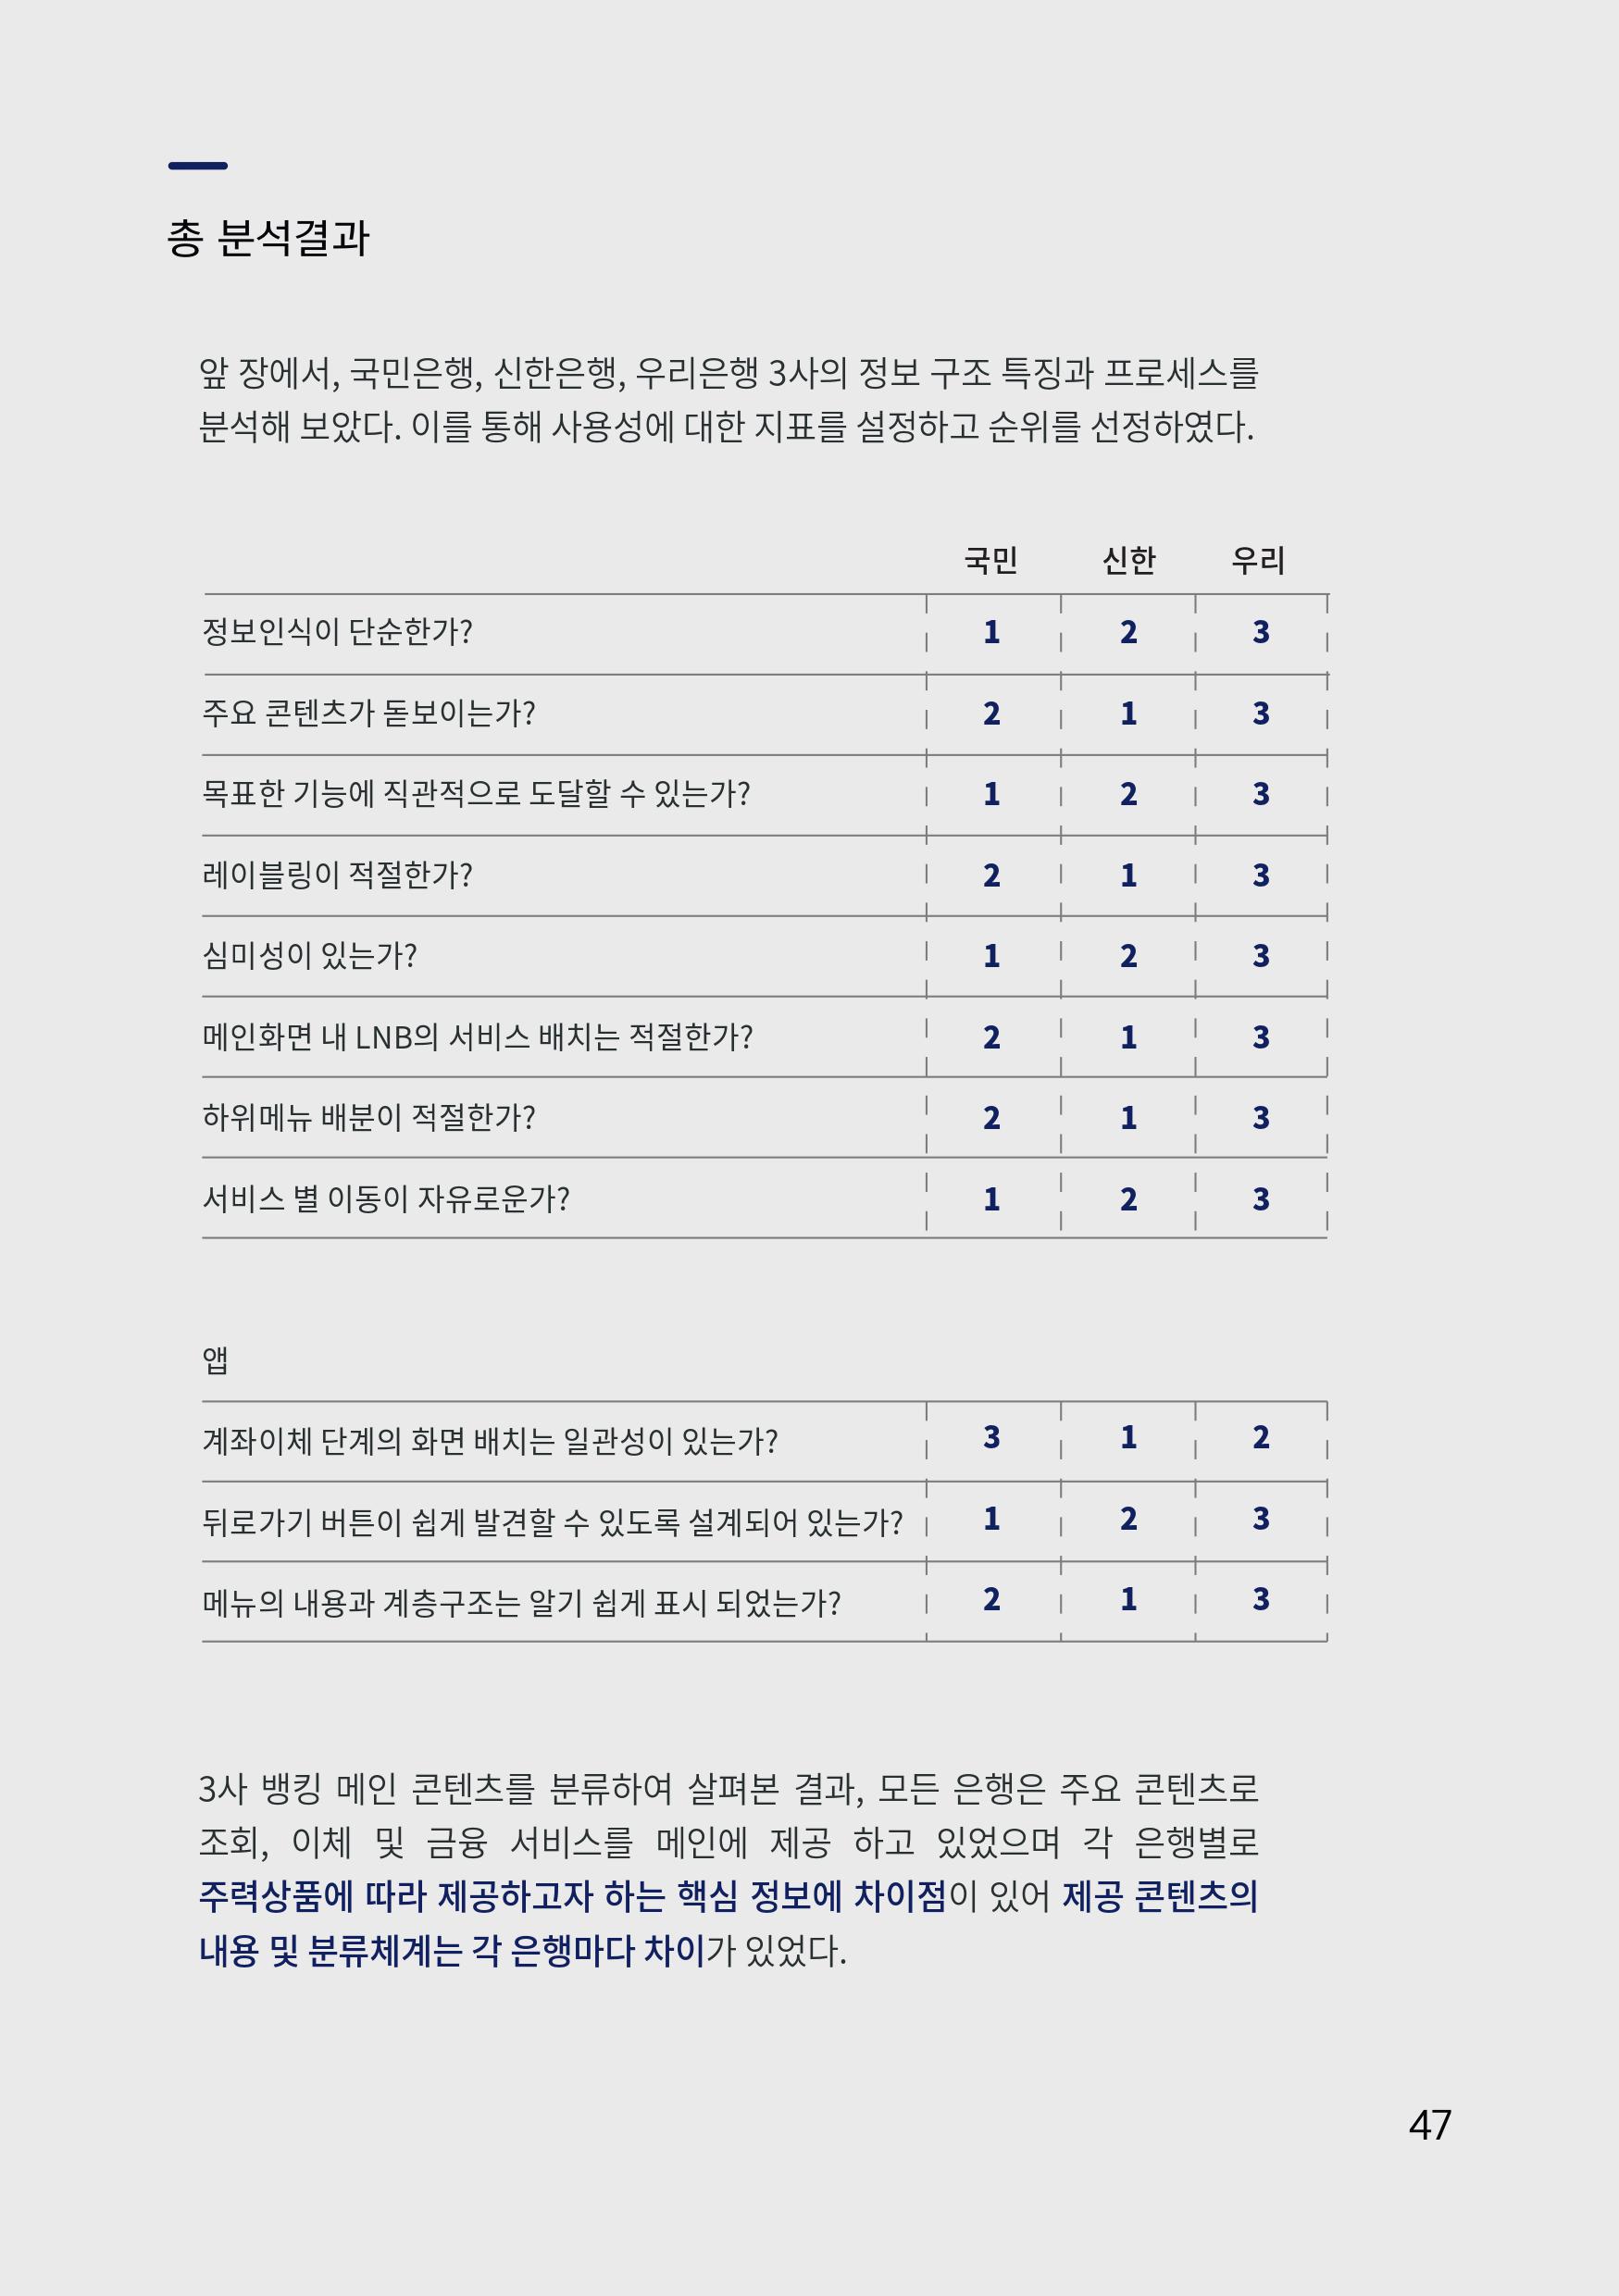 총 분석결과
앞 장에서, 국민은행, 신한은행, 우리은행 3사의 정보 구조 특징과 프로세스를
분석해 보았다. 이를 통해 사용성에 대한 지표를 설정하고 순위를 선정하였다.
국민 신한 우리
정보인식이 단순한가? 1 2 3
주요 콘텐츠가 돋보이는가? 2 1 3
목표한 기능에 직관적으로 도달할 수 있는가? 1 2 3
레이블링이 적절한가? 2 1 3
심미성이 있는가? 1 2 3
메인화면 내 LNB의 서비스 배치는 적절한가? 2 1 3
하위메뉴 배분이 적절한가? 2 1 3
서비스 별 이동이 자유로운가? 1 2 3
앱
계좌이체 단계의 화면 배치는 일관성이 있는가? 3 1 2
뒤로가기 버튼이 쉽게 발견할 수 있도록 설계되어 있는가? 1 2 3
메뉴의 내용과 계층구조는 알기 쉽게 표시 되었는가? 2 1 3
3사 뱅킹 메인 콘텐츠를 분류하여 살펴본 결과, 모든 은행은 주요 콘텐츠로
조회, 이체 및 금융 서비스를 메인에 제공 하고 있었으며 각 은행별로
주력상품에 따라 제공하고자 하는 핵심 정보에 차이점이 있어 제공 콘텐츠의
내용 및 분류체계는 각 은행마다 차이가 있었다.
47